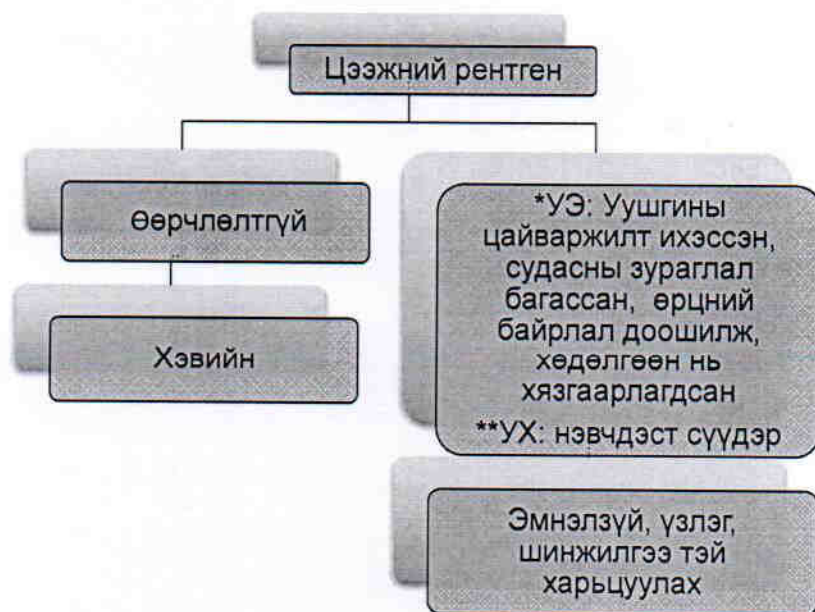 Цээжний рентген
Өөрчлөлтгүй
Хэвийн
*УЭ: Уушгины
цайваржилт ихэссэн,
судасны зураглал
багассан, өрцний
байрлал доошилж,
хөдөлгөөн нь
хязгаарлагдсан
**УХ: нэвчдэст сүүдэр
Эмнэлзүй, үзлэг,
шинжилгээ тэй
харьцуулах